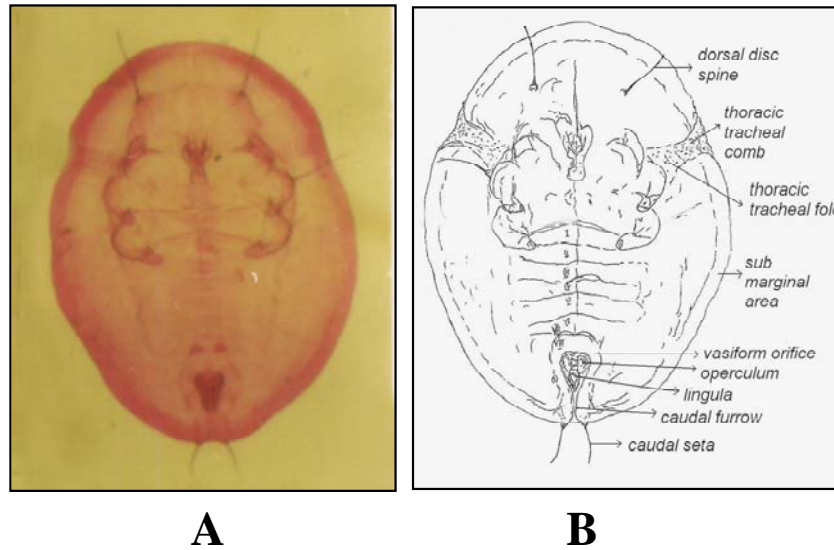 dorsal disc
spine
thoracic
tracheal
comb
thoracic
tracheal fold
sub
marginal
area
vasiform orifice
operculum
lingula
caudal furrow
caudal seta
A
B